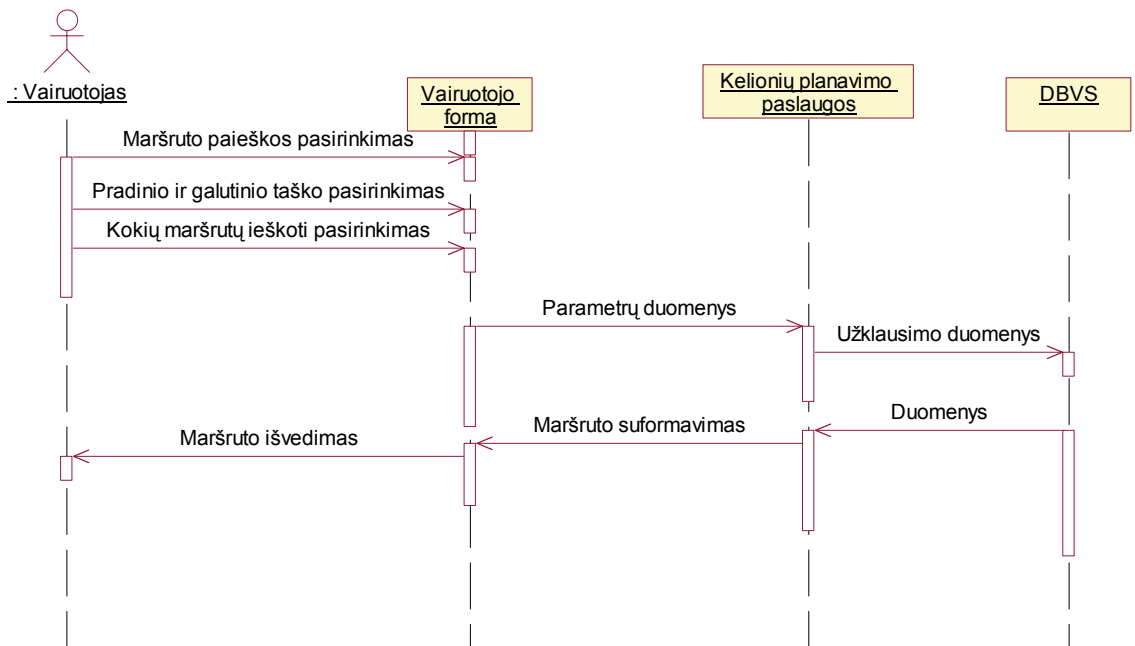 : Vairuotojas
Vairuotojo
forma
Kelionių planavimo
paslaugos
DBVS
Maršruto paieškos pasirinkimas
Pradinio ir galutinio taško pasirinkimas
Kokių maršrutų ieškoti pasirinkimas
Parametrų duomenys
Užklausimo duomenys
Duomenys
Maršruto suformavimas
Maršruto išvedimas